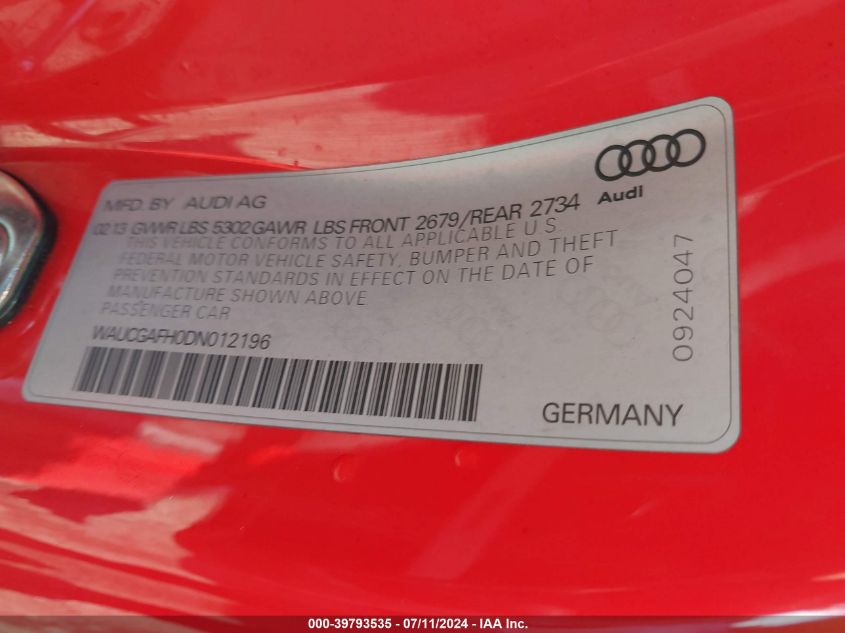 Audi
MFD. BY AUDI AG
0213 GVWR LBS 5302 GAWR LBS FRONT 2679/REAR 2734
THIS VEHICLE CONFORMS TO ALL APPLICABLE U.S.
FEDERAL MOTOR VEHICLE SAFETY, BUMPER AND THEFT
PREVENTION STANDARDS IN EFFECT ON THE DATE OF
MANUFACTURE SHOWN ABOVE
PASSENGER CAR
WAUCGAFH0DN012196
0924047
GERMANY
000-39793535 - 07/11/2024 - IAA Inc.